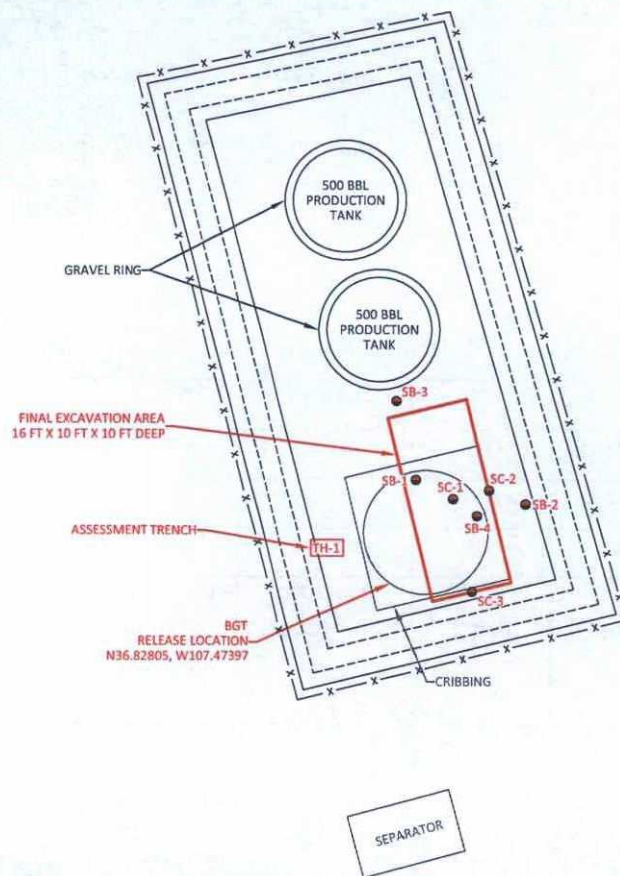 500 BBL
PRODUCTION
TANK
GRAVEL RING
500 BBL
PRODUCTION
TANK
SB-3
FINAL EXCAVATION AREA
16 FT X 10 FT X 10 FT DEEP
SB-1
SC-1
SC-2
SB-2
SB-4
ASSESSMENT TRENCH
TH-1
SC-3
BGT
RELEASE LOCATION
N36.82805, W107.47397
CRIBBING
SEPARATOR